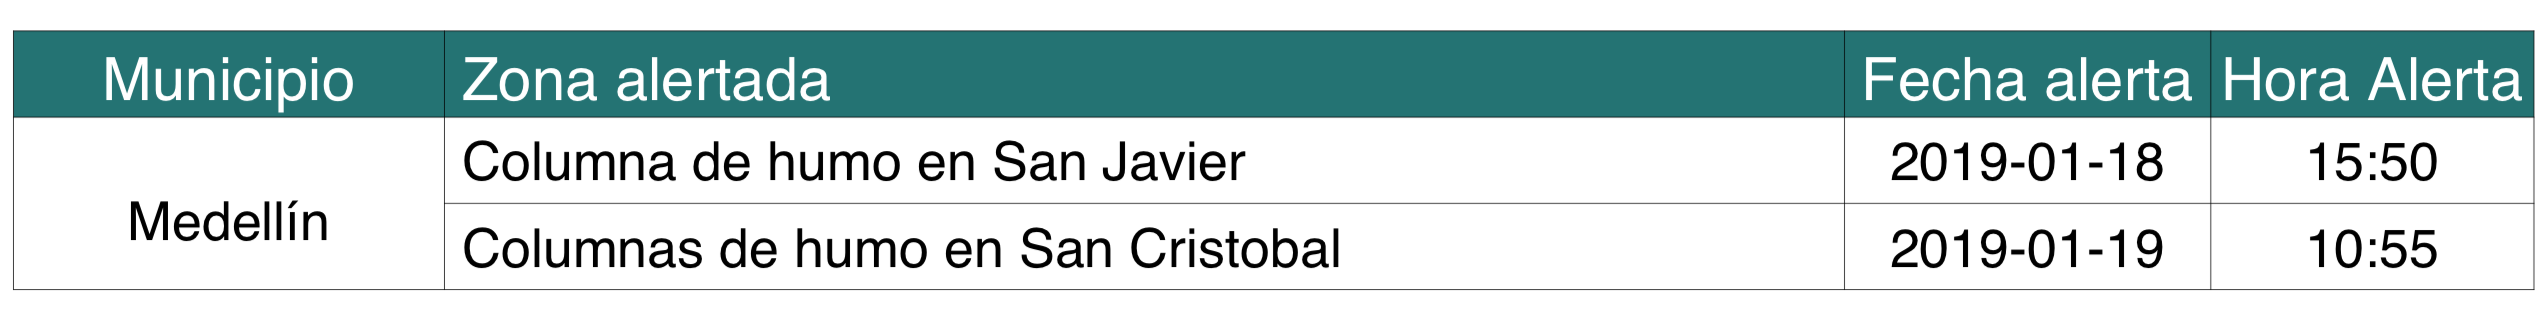 Municipio Zona alertada Fecha alerta Hora Alerta
Columna de humo en San Javier 2019-01-18 15:50
Medellín
Columnas de humo en San Cristobal 2019-01-19 10:55